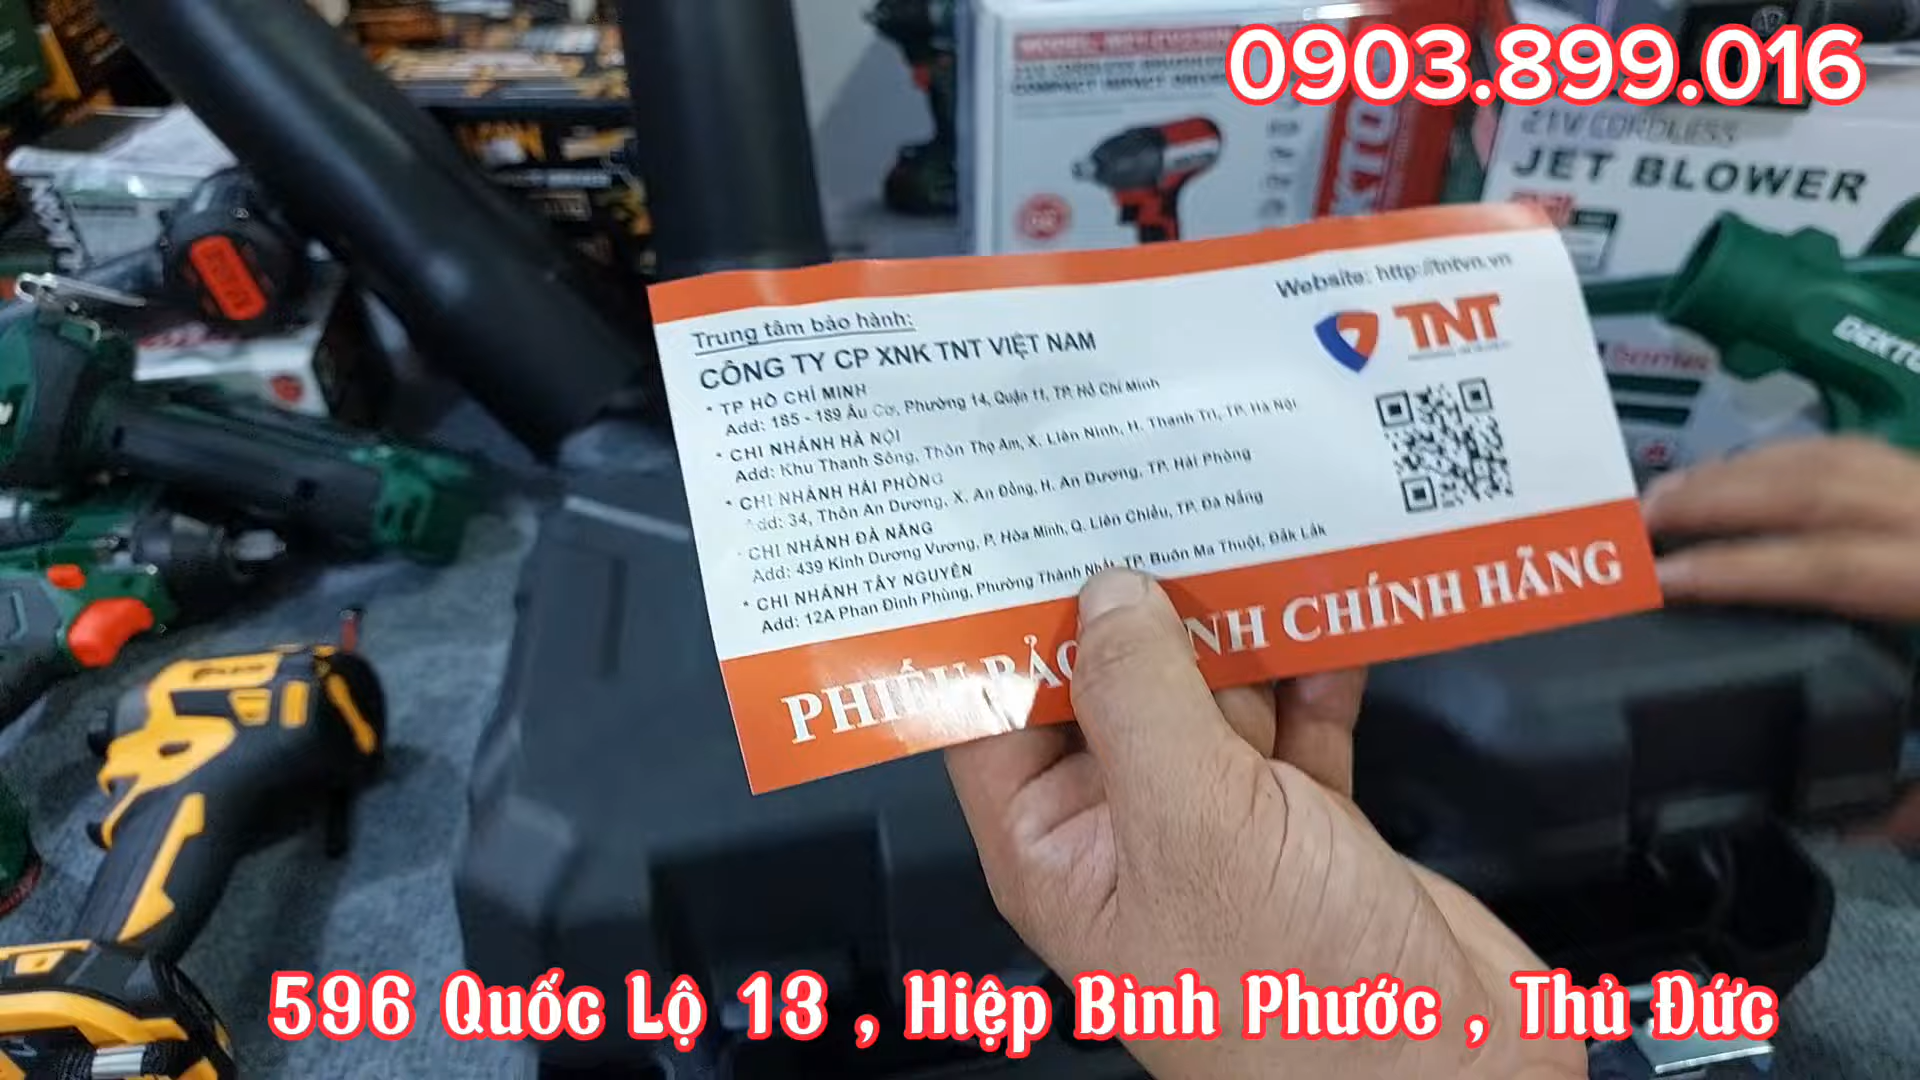 0903.899.016
21V CORDLESS
JET BLOWER
Website: http://tntvn.vn
TNT
Trung tâm bảo hành:
CÔNG TY CP XNK TNT VIỆT NAM
* TP HỒ CHÍ MINH
Add: 185 - 189 Âu Cơ, Phường 14, Quận 11, TP. Hồ Chí Minh
* CHI NHÁNH HÀ NỘI
Add: Khu Thanh Sông, Thôn Thọ Am, X. Liên Ninh, H. Thanh Trì, TP. Hà Nội
* CHI NHÁNH HẢI PHÒNG
Add: 34, Thôn An Dương, X. An Đồng, H. An Dương, TP. Hải Phòng
* CHI NHÁNH ĐÀ NẴNG
Add: 439 Kinh Dương Vương, P. Hòa Minh, Q. Liên Chiểu, TP. Đà Nẵng
* CHI NHÁNH TÂY NGUYÊN
Add: 12A Phan Đình Phùng, Phường Thành Nhất, TP. Buôn Ma Thuột, Đắk Lắk
PHIẾU BẢO NH CHÍNH HÃNG
596 Quốc Lộ 13 , Hiệp Bình Phước , Thủ Đức